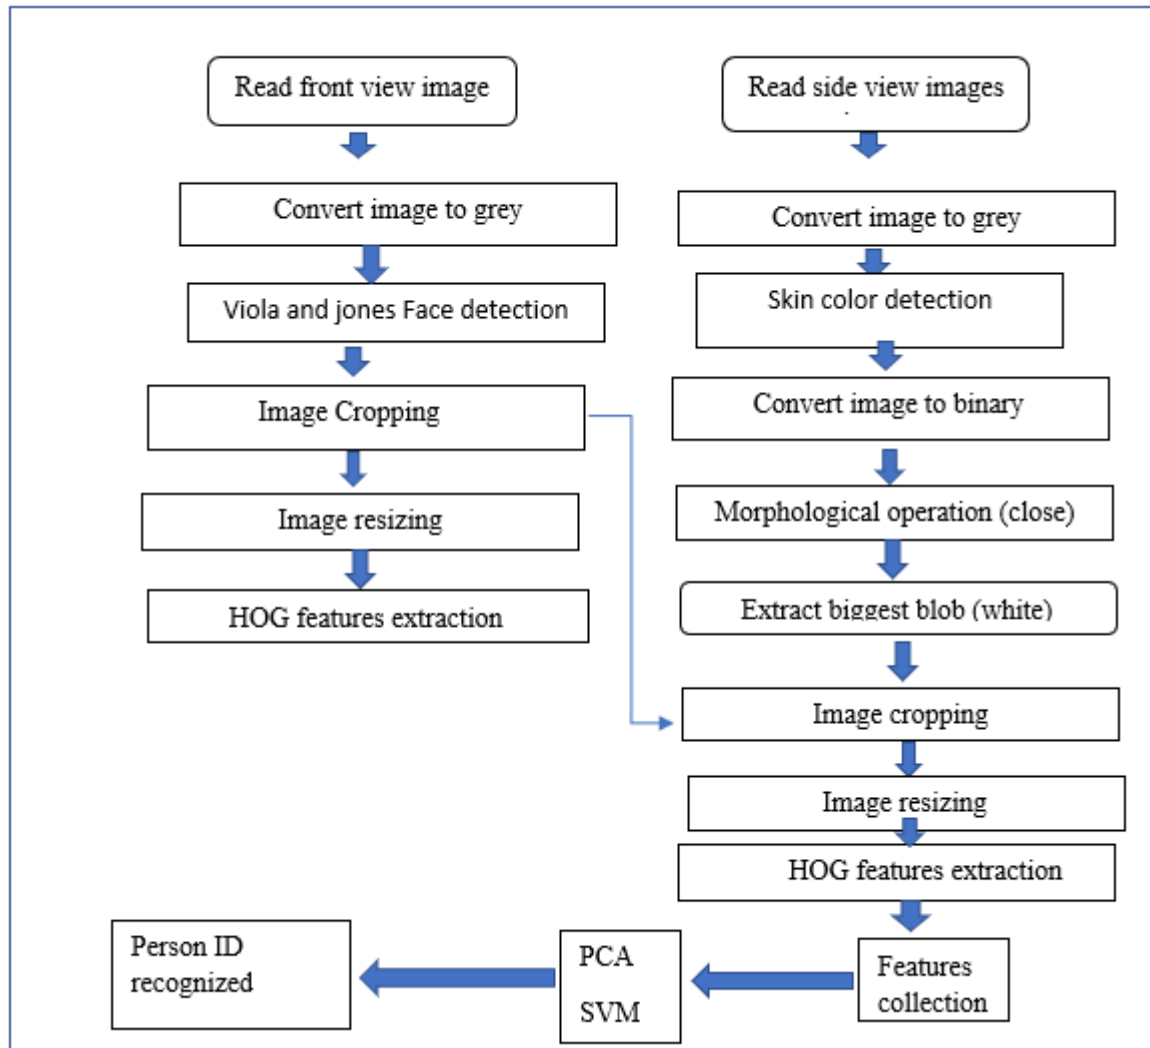 Read front view image
Convert image to grey
Viola and jones Face detection
Image Cropping
Image resizing
HOG features extraction
Read side view images
.
Convert image to grey
Skin color detection
Convert image to binary
Morphological operation (close)
Extract biggest blob (white)
Image cropping
Image resizing
HOG features extraction
Features
collection
PCA
SVM
Person ID
recognized